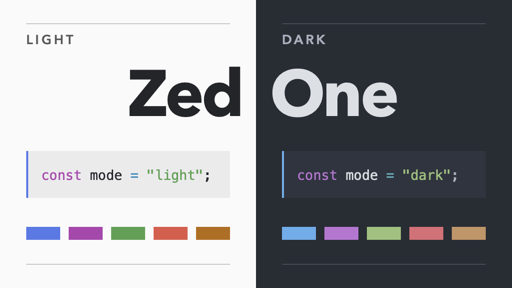 LIGHT
DARK
Zed One
const mode = "light";
const mode = "dark";